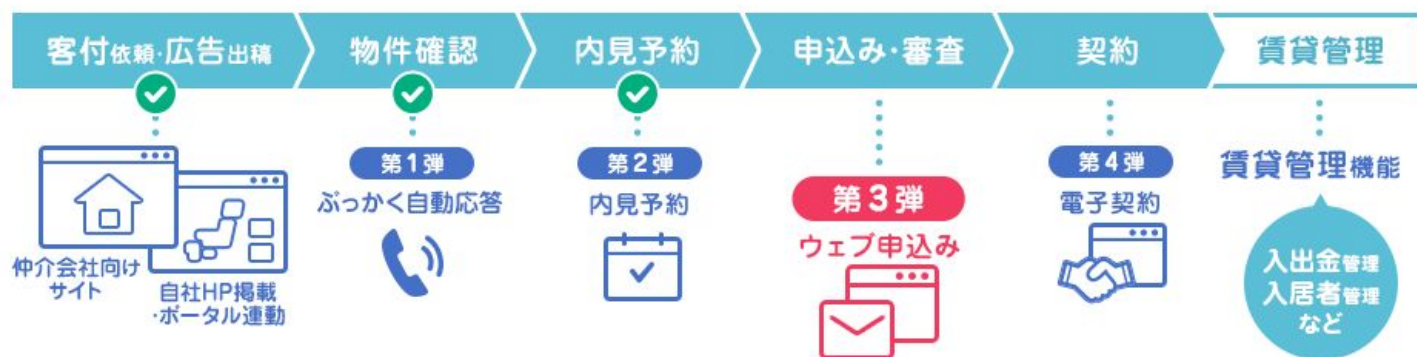 客付依頼・広告出稿
物件確認
内見予約
申込み・審査
契約
賃貸管理
仲介会社向け
サイト
自社HP掲載
・ポータル連動
第1弾
ぶっかく自動応答
第2弾
内見予約
第3弾
ウェブ申込み
第4弾
電子契約
賃貸管理機能
入出金管理
入居者管理
など